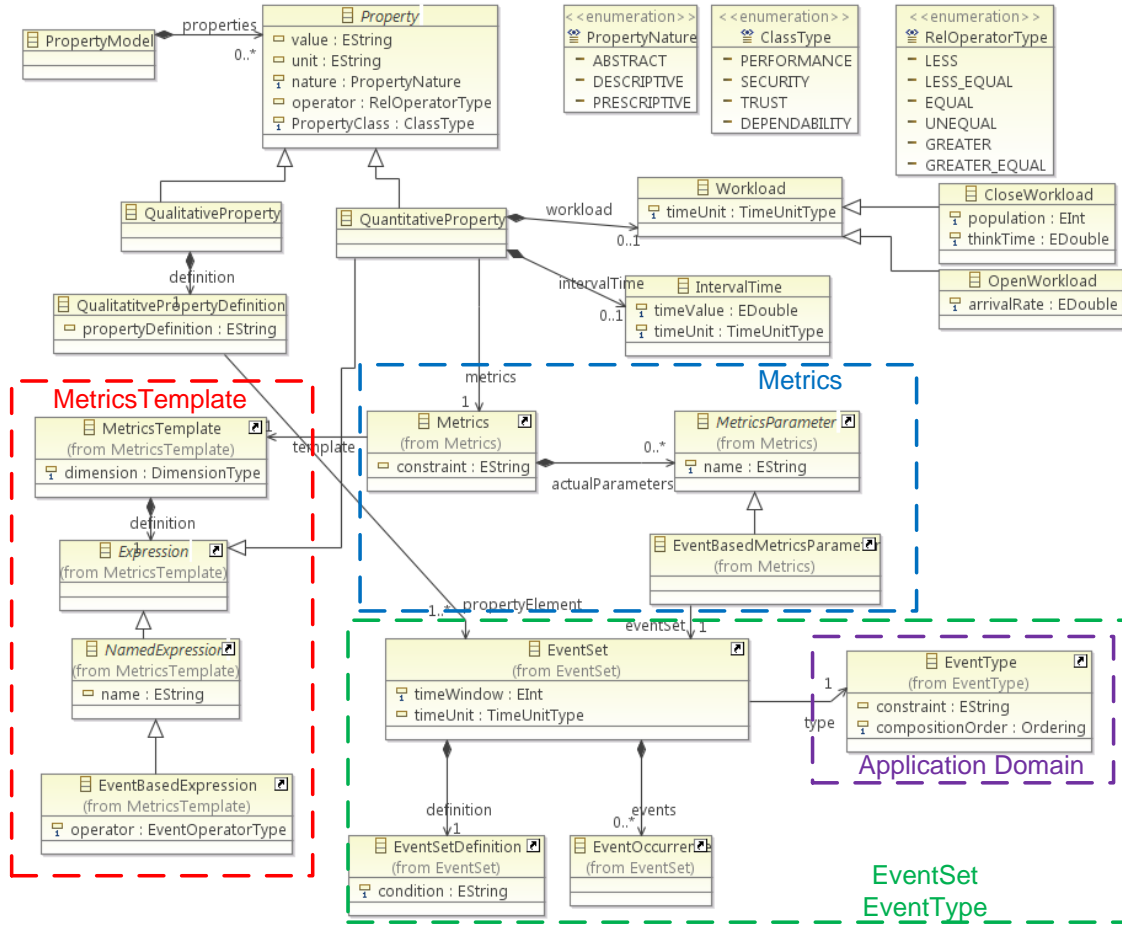 PropertyModel
properties
0..*
Property
value : EString
unit : EString
nature : PropertyNature
operator : RelOperatorType
PropertyClass : ClassType
<<enumeration>>
PropertyNature
ABSTRACT
DESCRIPTIVE
PRESCRIPTIVE
<<enumeration>>
ClassType
PERFORMANCE
SECURITY
TRUST
DEPENDABILITY
<<enumeration>>
RelOperatorType
LESS
LESS_EQUAL
EQUAL
UNEQUAL
GREATER
GREATER_EQUAL
QualitativeProperty
QuantitativeProperty
workload
0..1
Workload
timeUnit : TimeUnitType
CloseWorkload
population : EInt
thinkTime : EDouble
OpenWorkload
arrivalRate : EDouble
intervalTime
0..1
IntervalTime
timeValue : EDouble
timeUnit : TimeUnitType
definition
1
QualitatitvePropertyDefinition
propertyDefinition : EString
metrics
1
Metrics
MetricsTemplate
MetricsTemplate
(from MetricsTemplate)
dimension : DimensionType
1
template
Metrics
(from Metrics)
constraint : EString
0..*
actualParameters
MetricsParameter
(from Metrics)
name : EString
definition
1
Expression
(from MetricsTemplate)
EventBasedMetricsParameter
(from Metrics)
1..*
propertyElement
eventSet
1
NamedExpression
(from MetricsTemplate)
name : EString
EventSet
(from EventSet)
timeWindow : EInt
timeUnit : TimeUnitType
1
type
EventType
(from EventType)
constraint : EString
compositionOrder : Ordering
Application Domain
EventBasedExpression
(from MetricsTemplate)
operator : EventOperatorType
definition
1
events
0..*
EventSetDefinition
(from EventSet)
condition : EString
EventOccurrence
(from EventSet)
EventSet
EventType